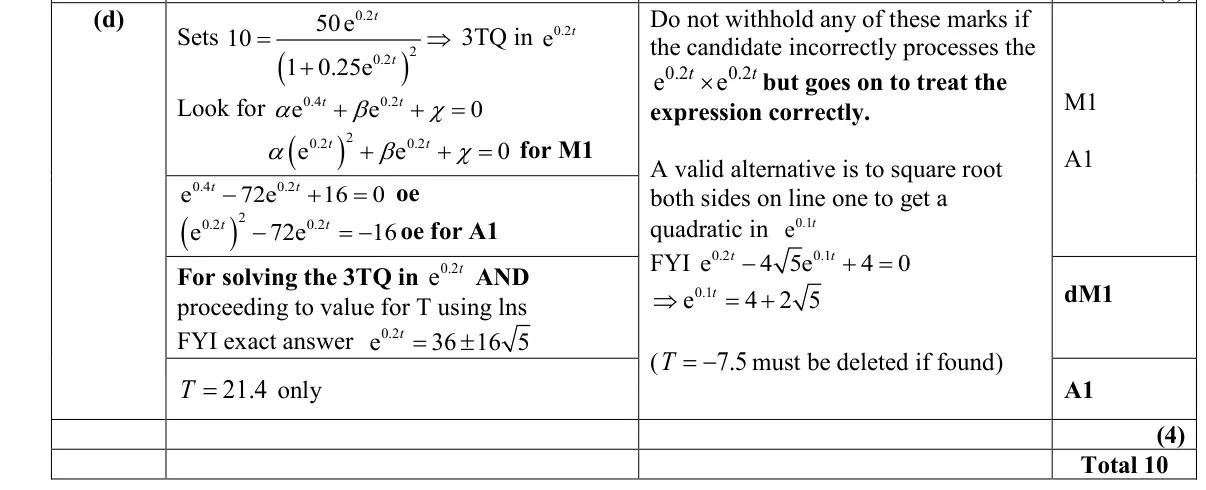 (d)
Sets 10 = 50e^{0.2t} / (1 + 0.25e^{0.2t})^2 ⇒ 3TQ in e^{0.2t}
Look for αe^{0.4t} + βe^{0.2t} + χ = 0
α(e^{0.2t})^2 + βe^{0.2t} + χ = 0 for M1
e^{0.4t} − 72e^{0.2t} + 16 = 0 oe
(e^{0.2t})^2 − 72e^{0.2t} = −16 oe for A1
For solving the 3TQ in e^{0.2t} AND
proceeding to value for T using lns
FYI exact answer e^{0.2t} = 36 ± 16√5
T = 21.4 only
Do not withhold any of these marks if
the candidate incorrectly processes the
e^{0.2t} × e^{0.2t} but goes on to treat the
expression correctly.
A valid alternative is to square root
both sides on line one to get a
quadratic in e^{0.1t}
FYI e^{0.2t} − 4√5e^{0.1t} + 4 = 0
⇒ e^{0.1t} = 4 + 2√5
(T = −7.5 must be deleted if found)
M1
A1
dM1
A1
(4)
Total 10